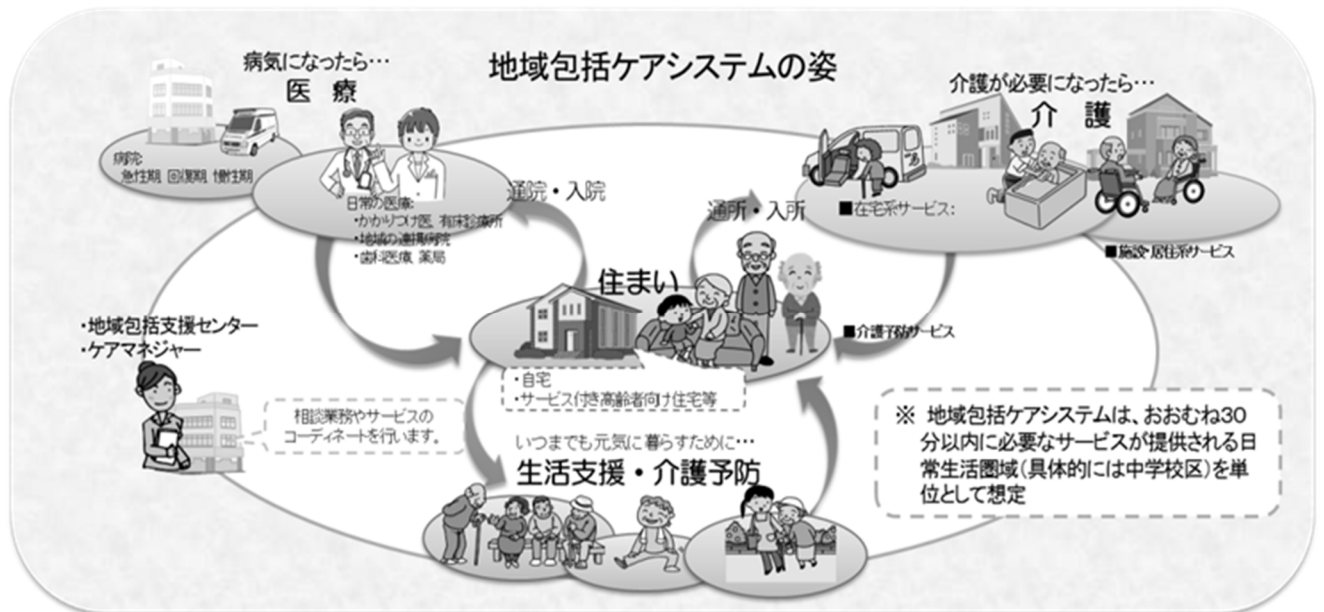 地域包括ケアシステムの姿
病気になったら…
医 療
病院:
急性期、回復期、慢性期
日常の医療:
・かかりつけ医、有床診療所
・地域の連携病院
・歯科医療、薬局
通院・入院
通所・入所
介護が必要になったら…
介 護
■在宅系サービス:
■施設・居住系サービス
■介護予防サービス
住まい
・自宅
・サービス付き高齢者向け住宅等
・地域包括支援センター
・ケアマネジャー
相談業務やサービスの
コーディネートを行います。
いつまでも元気に暮らすために…
生活支援・介護予防
※ 地域包括ケアシステムは、おおむね30
分以内に必要なサービスが提供される日
常生活圏域(具体的には中学校区)を単
位として想定